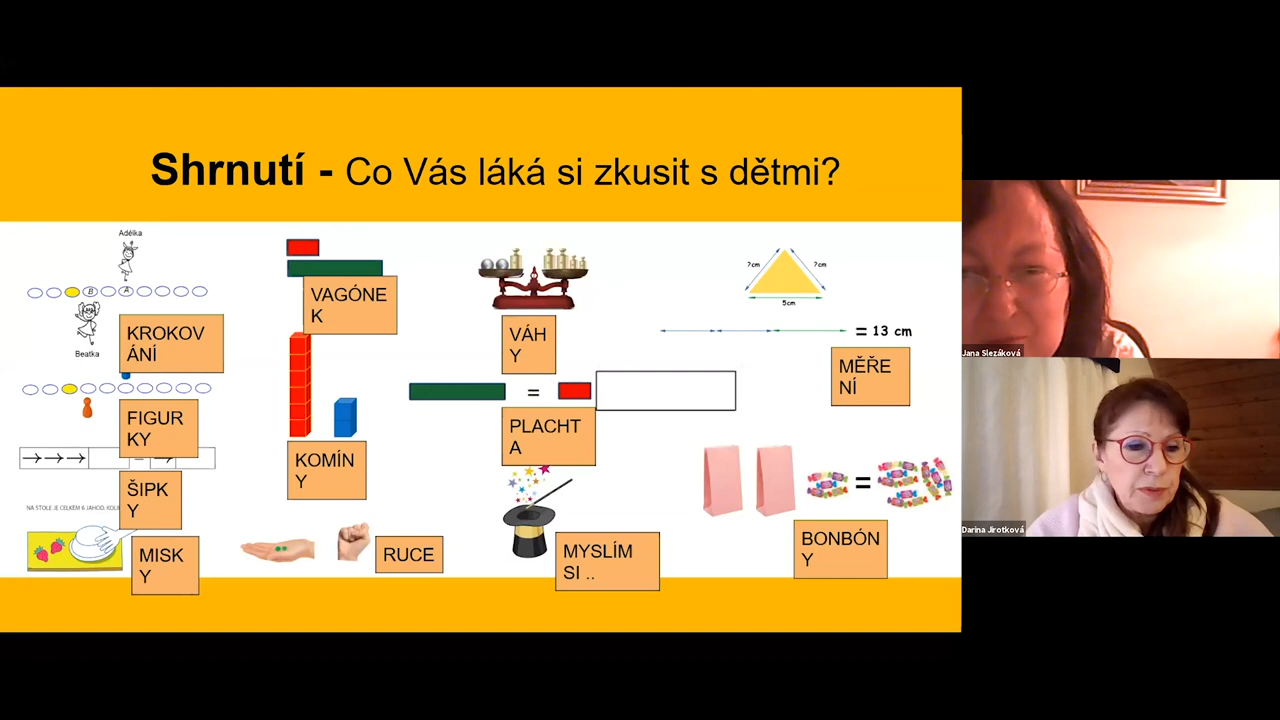 Shrnutí - Co Vás láká si zkusit s dětmi?
Adélka
B
A
Beatka
KROKOV
ÁNÍ
FIGUR
KY
ŠIPK
Y
NA STOLE JE CELKEM 6 JAHOD, KOLI
MISK
Y
VAGÓNE
K
KOMÍN
Y
RUCE
VÁH
Y
=
PLACHT
A
MYSLÍM
SI ..
?cm
?cm
5cm
= 13 cm
MĚŘE
NÍ
=
BONBÓN
Y
Jana Slezáková
Darina Jirotková